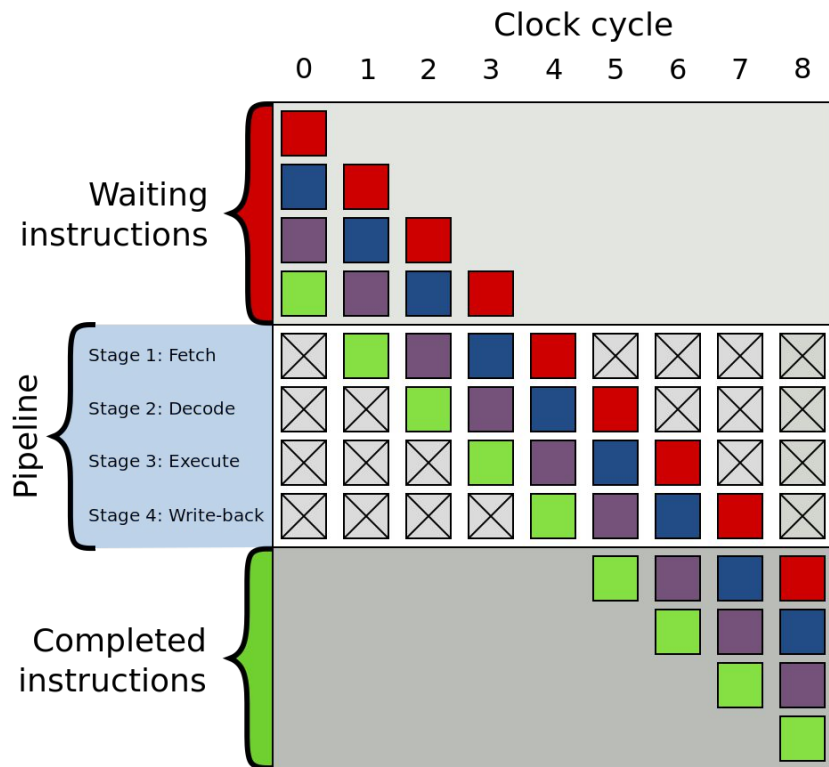 Clock cycle
0 1 2 3 4 5 6 7 8
Waiting
instructions
Pipeline
Stage 1: Fetch
Stage 2: Decode
Stage 3: Execute
Stage 4: Write-back
Completed
instructions